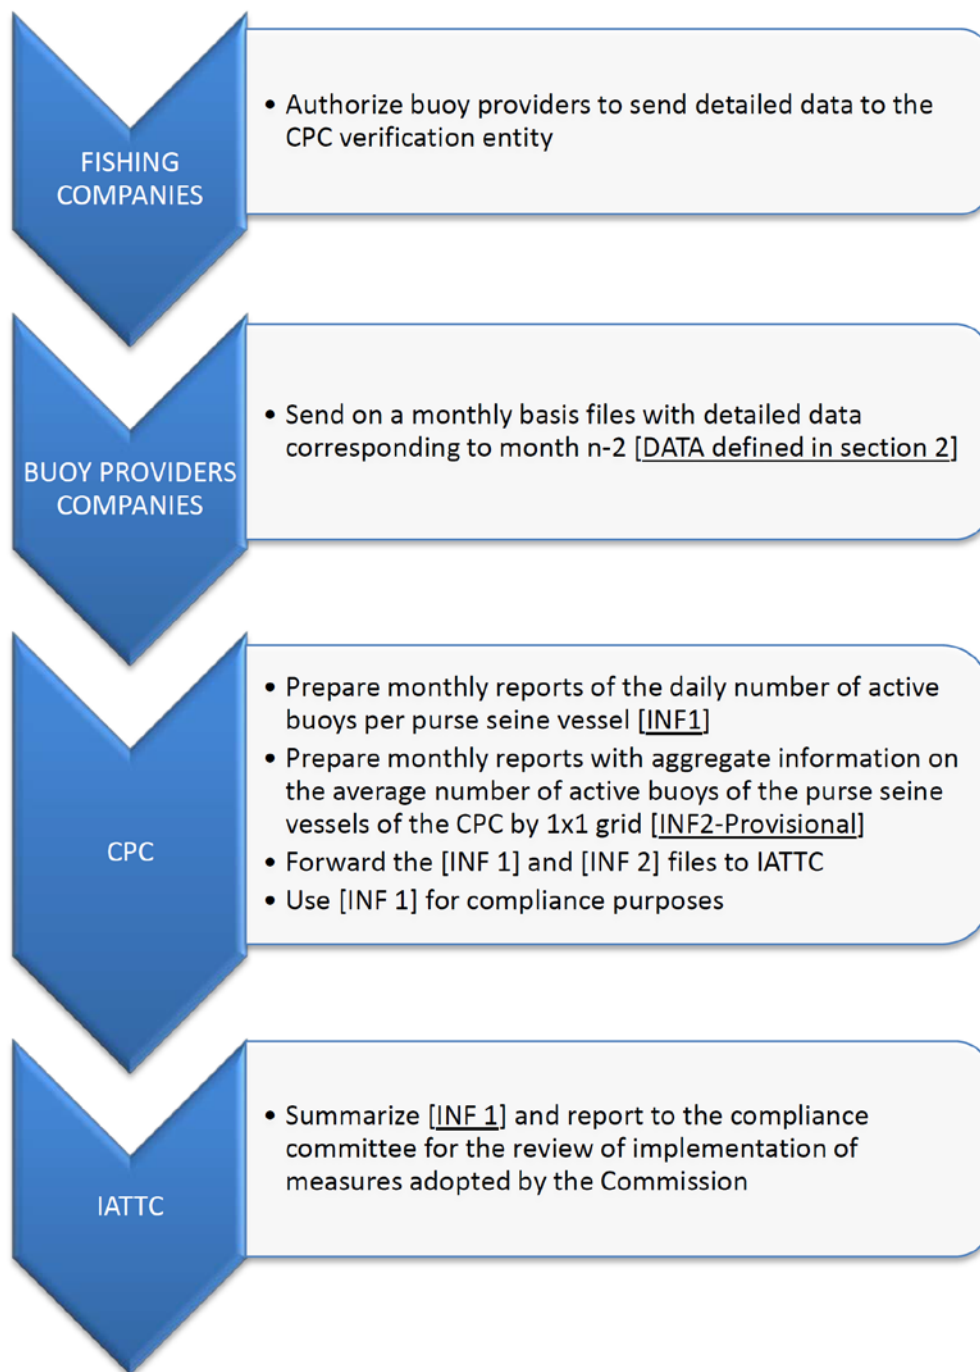 FISHING
COMPANIES
• Authorize buoy providers to send detailed data to the
CPC verification entity
BUOY PROVIDERS
COMPANIES
• Send on a monthly basis files with detailed data
corresponding to month n-2 [DATA defined in section 2]
CPC
• Prepare monthly reports of the daily number of active
buoys per purse seine vessel [INF1]
• Prepare monthly reports with aggregate information on
the average number of active buoys of the purse seine
vessels of the CPC by 1x1 grid [INF2-Provisional]
• Forward the [INF 1] and [INF 2] files to IATTC
• Use [INF 1] for compliance purposes
IATTC
• Summarize [INF 1] and report to the compliance
committee for the review of implementation of
measures adopted by the Commission